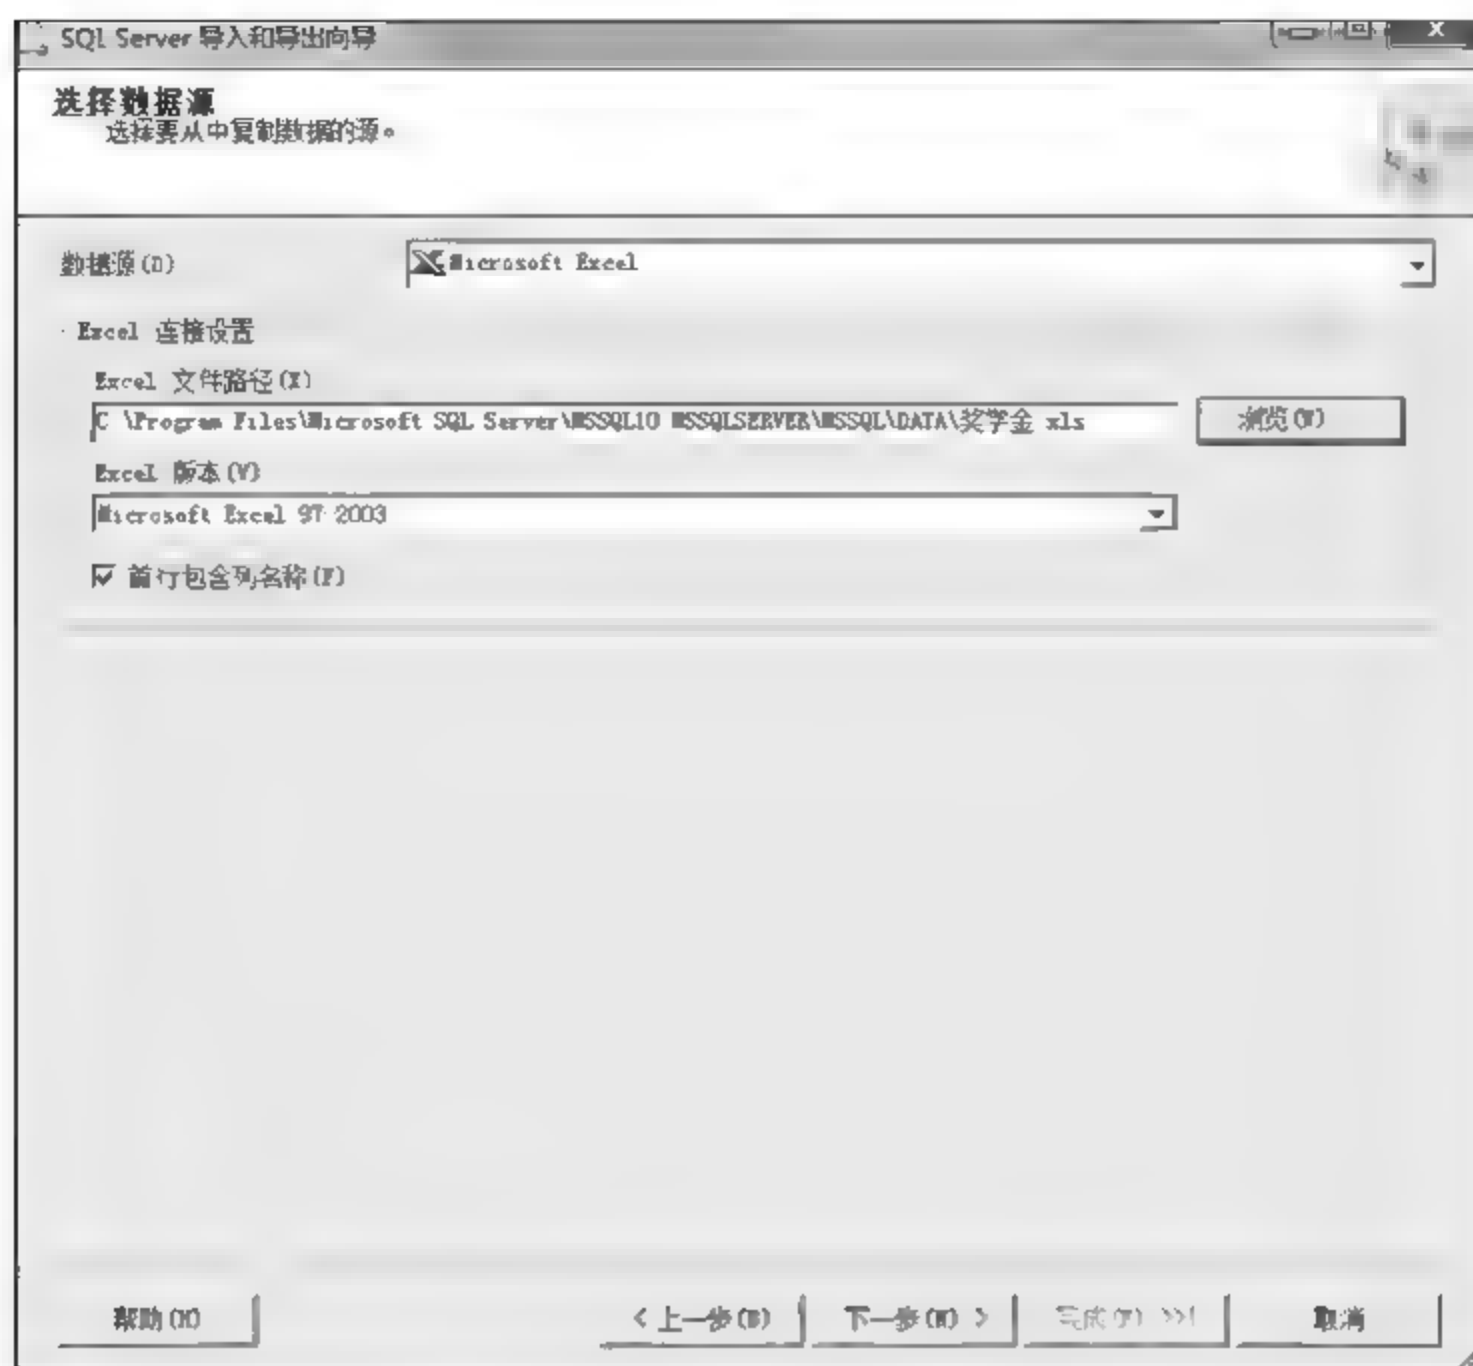 SQL Server 导入和导出向导
选择数据源
选择要从中复制数据的源。
数据源(D)
Microsoft Excel
Excel 连接设置
Excel 文件路径(X)
C \Program Files\Microsoft SQL Server\MSSQL10 MSSQLSERVER\MSSQL\DATA\奖学金 xls
浏览(W)
Excel 版本(V)
Microsoft Excel 97-2003
首行包含列名称(F)
帮助(H)
< 上一步(B)
下一步(N) >
完成(F) >>|
取消